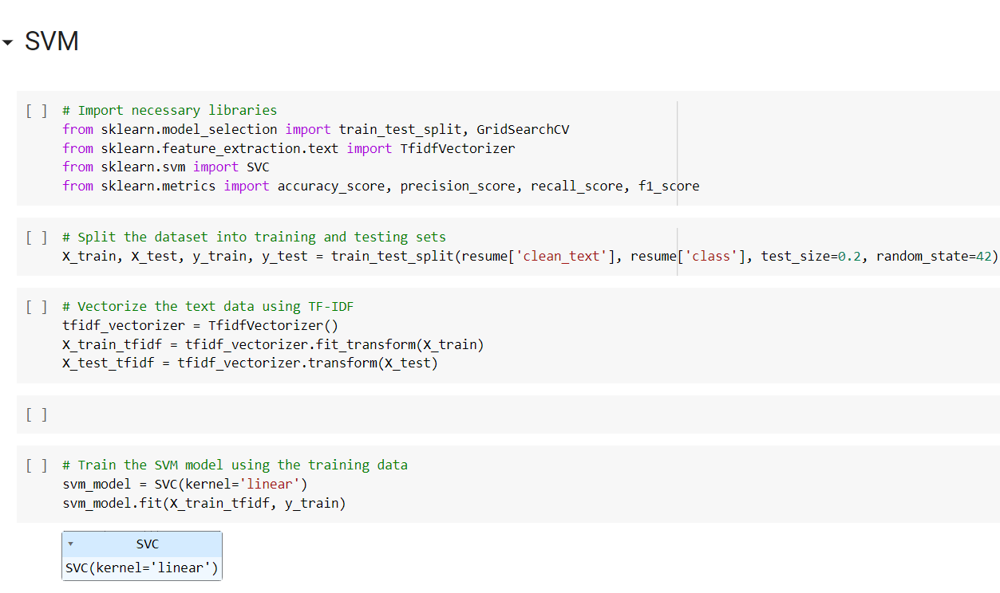 SVM
[ ] # Import necessary libraries
from sklearn.model_selection import train_test_split, GridSearchCV
from sklearn.feature_extraction.text import TfidfVectorizer
from sklearn.svm import SVC
from sklearn.metrics import accuracy_score, precision_score, recall_score, f1_score
[ ] # Split the dataset into training and testing sets
X_train, X_test, y_train, y_test = train_test_split(resume['clean_text'], resume['class'], test_size=0.2, random_state=42)
[ ] # Vectorize the text data using TF-IDF
tfidf_vectorizer = TfidfVectorizer()
X_train_tfidf = tfidf_vectorizer.fit_transform(X_train)
X_test_tfidf = tfidf_vectorizer.transform(X_test)
[ ]
[ ] # Train the SVM model using the training data
svm_model = SVC(kernel='linear')
svm_model.fit(X_train_tfidf, y_train)
SVC
SVC(kernel='linear')